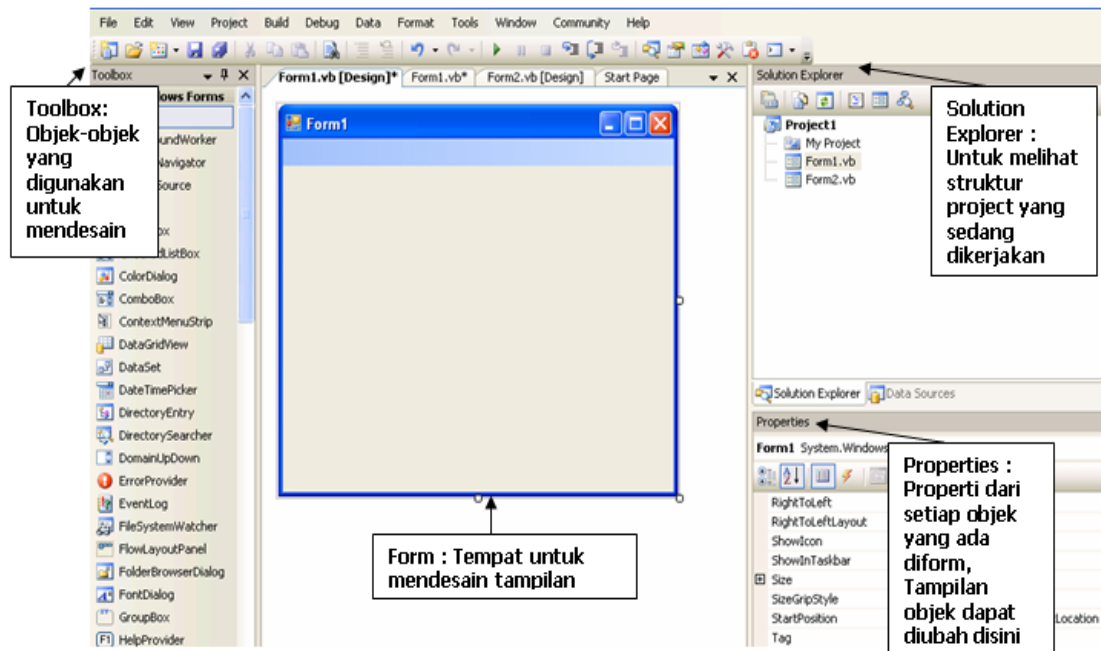 File Edit View Project Build Debug Data Format Tools Window Community Help
Toolbox
Form1.vb [Design]* Form1.vb* Form2.vb [Design] Start Page
Solution Explorer
Toolbox:
Objek-objek
yang
digunakan
untuk
mendesain
ows Forms
Form1
Project1
My Project
Form1.vb
Form2.vb
Solution
Explorer :
Untuk melihat
struktur
project yang
sedang
dikerjakan
ColorDialog
ComboBox
ContextMenuStrip
DataGridView
DataSet
DateTimePicker
DirectoryEntry
DirectorySearcher
DomainUpDown
ErrorProvider
EventLog
FileSystemWatcher
FlowLayoutPanel
FolderBrowserDialog
FontDialog
GroupBox
HelpProvider
Form : Tempat untuk
mendesain tampilan
Solution Explorer Data Sources
Properties
Form1 System.Windows
RightToLeft
RightToLeftLayout
ShowIcon
ShowInTaskbar
Size
SizeGripStyle
StartPosition Location
Tag
Properties :
Properti dari
setiap objek
yang ada
diform,
Tampilan
objek dapat
diubah disini